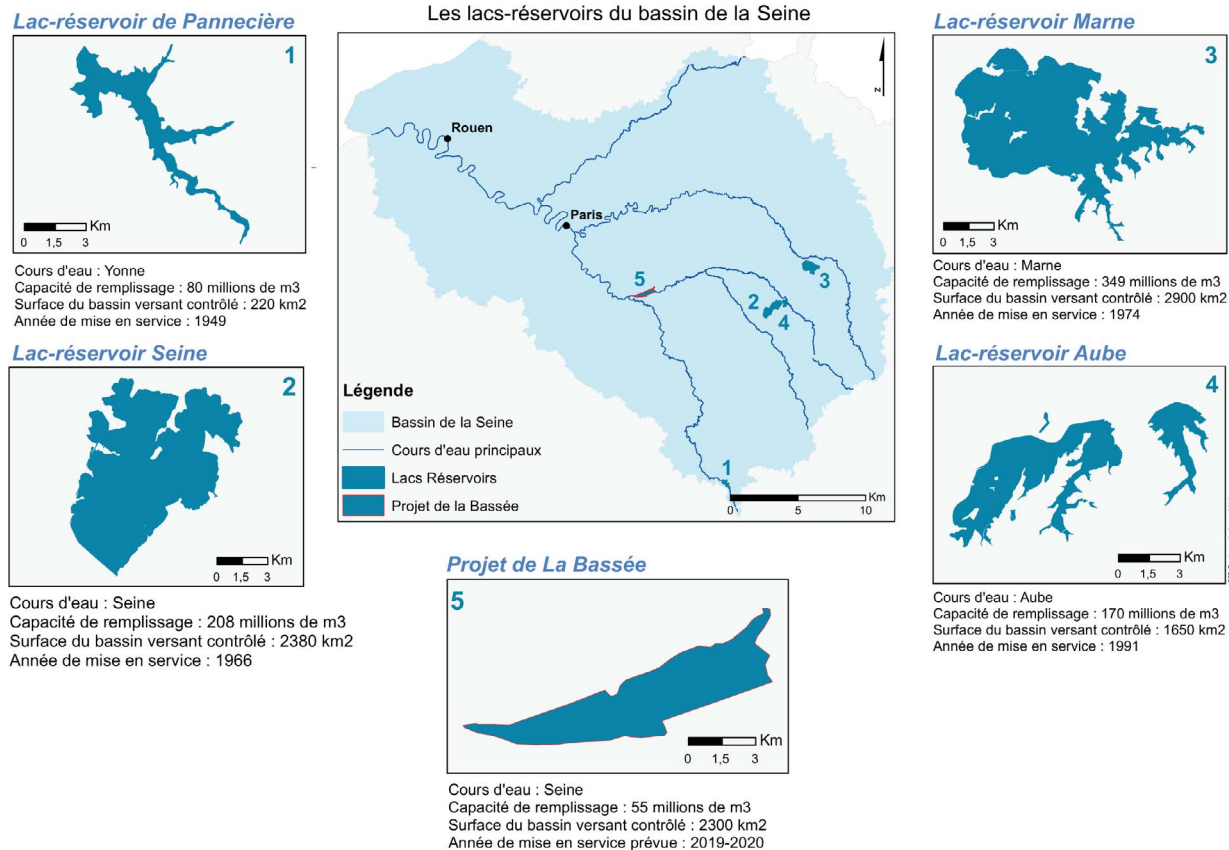 Les lacs-réservoirs du bassin de la Seine
Lac-réservoir de Pannecière
1
Km
0 1,5 3
Cours d'eau : Yonne
Capacité de remplissage : 80 millions de m3
Surface du bassin versant contrôlé : 220 km2
Année de mise en service : 1949
Lac-réservoir Seine
2
Km
0 1,5 3
Cours d'eau : Seine
Capacité de remplissage : 208 millions de m3
Surface du bassin versant contrôlé : 2380 km2
Année de mise en service : 1966
N
Rouen
Paris
5
3
2
4
1
Légende
Bassin de la Seine
Cours d'eau principaux
Lacs Réservoirs
Projet de la Bassée
Km
0 5 10
Lac-réservoir Marne
3
Km
0 1,5 3
Cours d'eau : Marne
Capacité de remplissage : 349 millions de m3
Surface du bassin versant contrôlé : 2900 km2
Année de mise en service : 1974
Lac-réservoir Aube
4
Km
0 1,5 3
Cours d'eau : Aube
Capacité de remplissage : 170 millions de m3
Surface du bassin versant contrôlé : 1650 km2
Année de mise en service : 1991
Projet de La Bassée
5
Km
0 1,5 3
Cours d'eau : Seine
Capacité de remplissage : 55 millions de m3
Surface du bassin versant contrôlé : 2300 km2
Année de mise en service prévue : 2019-2020